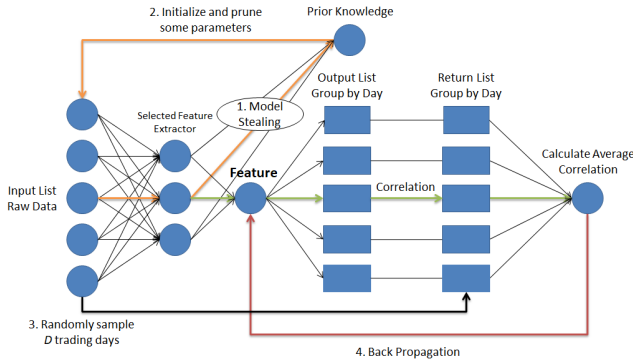 2. Initialize and prune
some parameters
Prior Knowledge
Output List
Group by Day
Return List
Group by Day
Selected Feature
Extractor
1. Model
Stealing
Feature
Calculate Average
Correlation
Input List
Raw Data
Correlation
3. Randomly sample
D trading days
4. Back Propagation